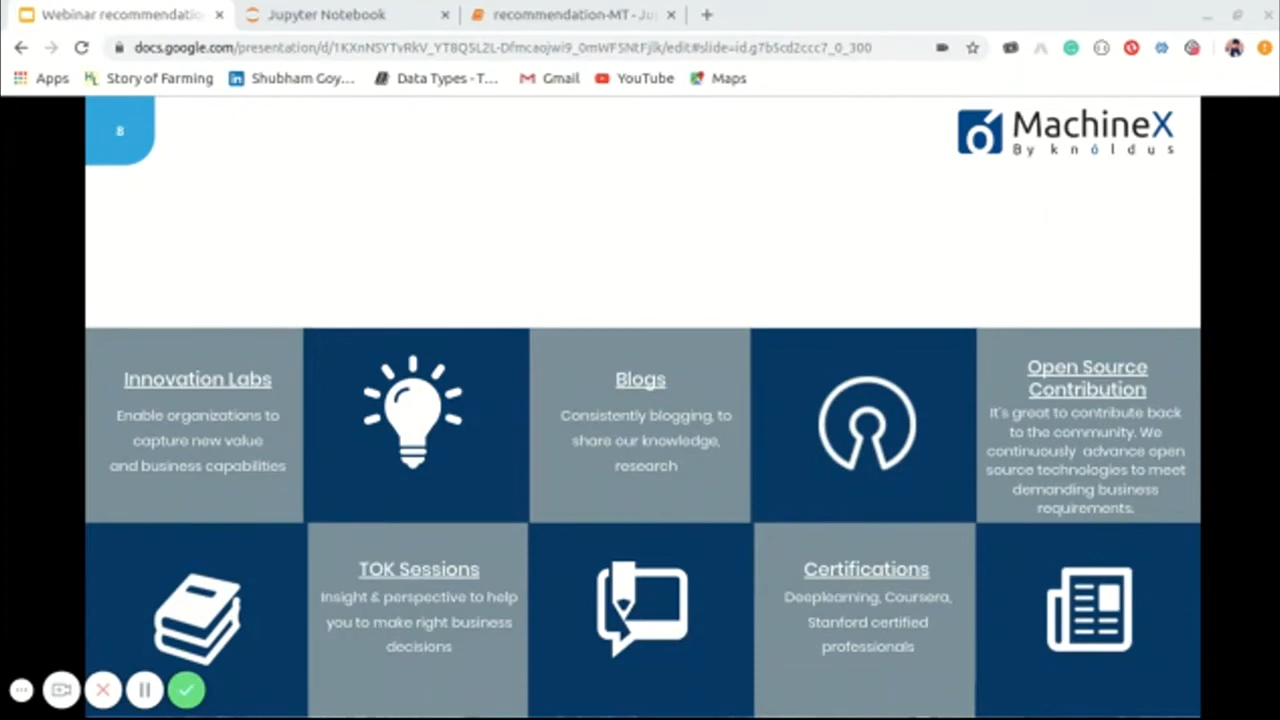 Webinar recommendatio
Jupyter Notebook
recommendation-MT - Ju
docs.google.com/presentation/d/1KXnNSYTvRkV_YT8Q5L2L-Dfmcaojwi9_0mWF5NtFjlk/edit#slide=id.g7b5cd2ccc7_0_300
Apps
Story of Farming
Shubham Goy...
Data Types - T...
Gmail
YouTube
Maps
8
MachineX
By knóldus
Innovation Labs
Enable organizations to
capture new value
and business capabilities
Blogs
Consistently blogging, to
share our knowledge,
research
Open Source
Contribution
It's great to contribute back
to the community. We
continuously advance open
source technologies to meet
demanding business
requirements.
TOK Sessions
Insight & perspective to help
you to make right business
decisions
Certifications
Deeplearning, Coursera,
Stanford certified
professionals